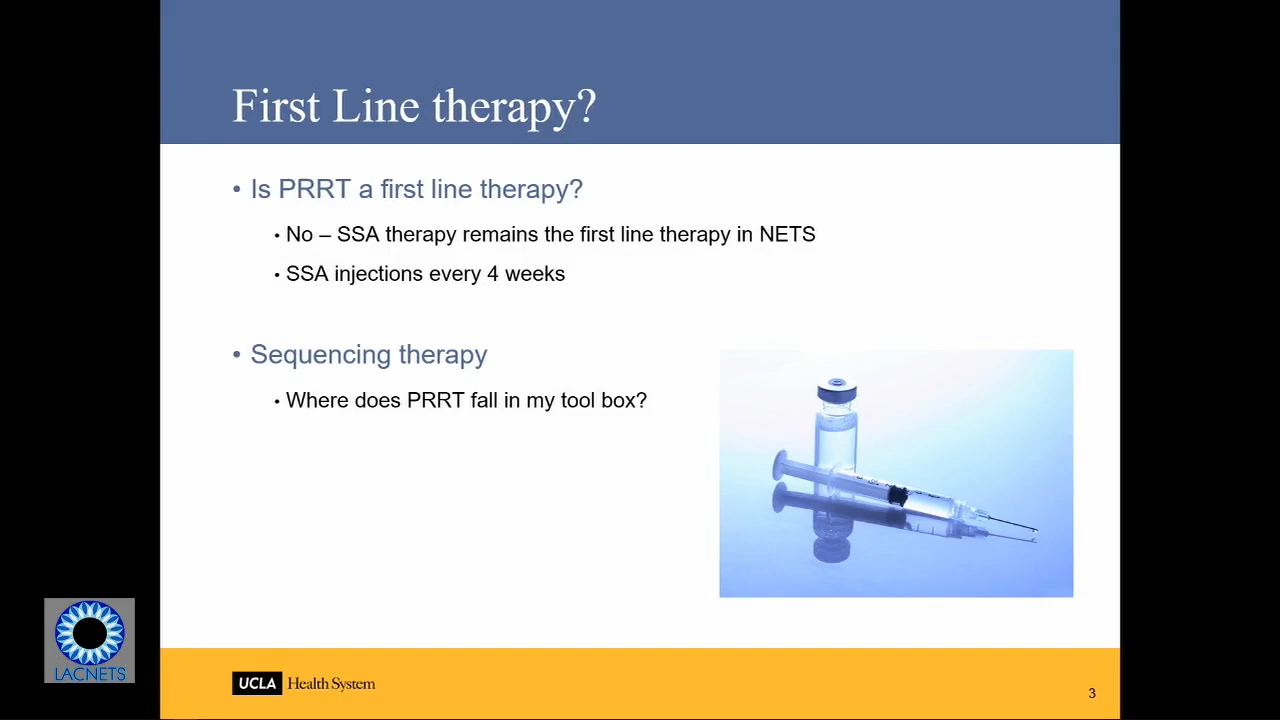 First Line therapy?
• Is PRRT a first line therapy?
• No – SSA therapy remains the first line therapy in NETS
• SSA injections every 4 weeks
• Sequencing therapy
• Where does PRRT fall in my tool box?
LACNETS
UCLA Health System
3